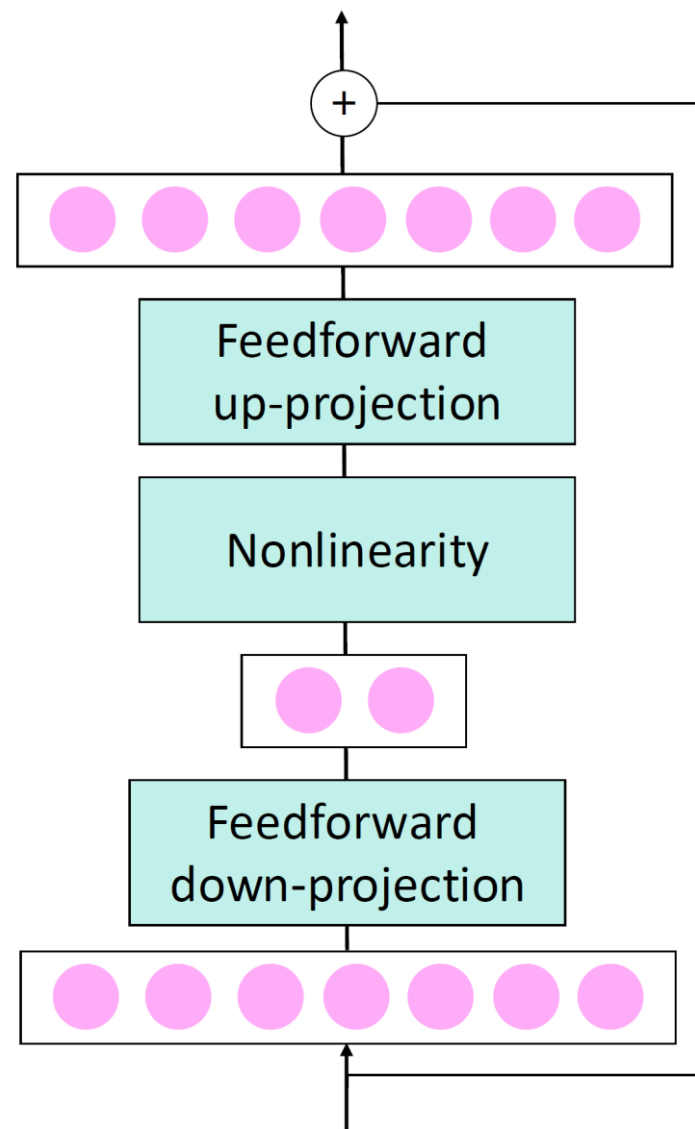 +
Feedforward
up-projection
Nonlinearity
Feedforward
down-projection